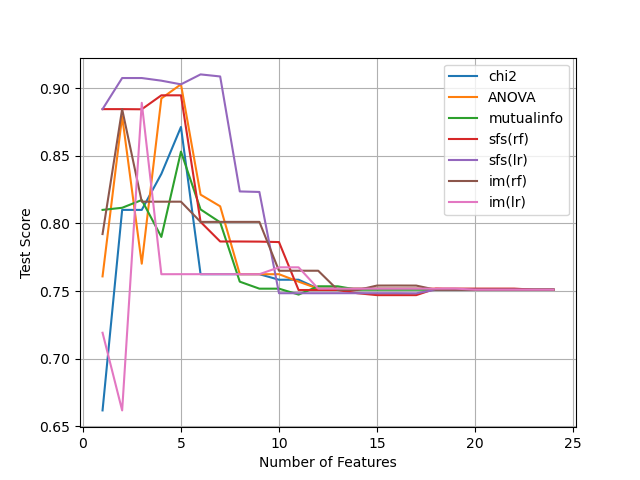 0.90
0.85
0.80
0.75
0.70
0.65
Test Score
0
5
10
15
20
25
Number of Features
chi2
ANOVA
mutualinfo
sfs(rf)
sfs(lr)
im(rf)
im(lr)